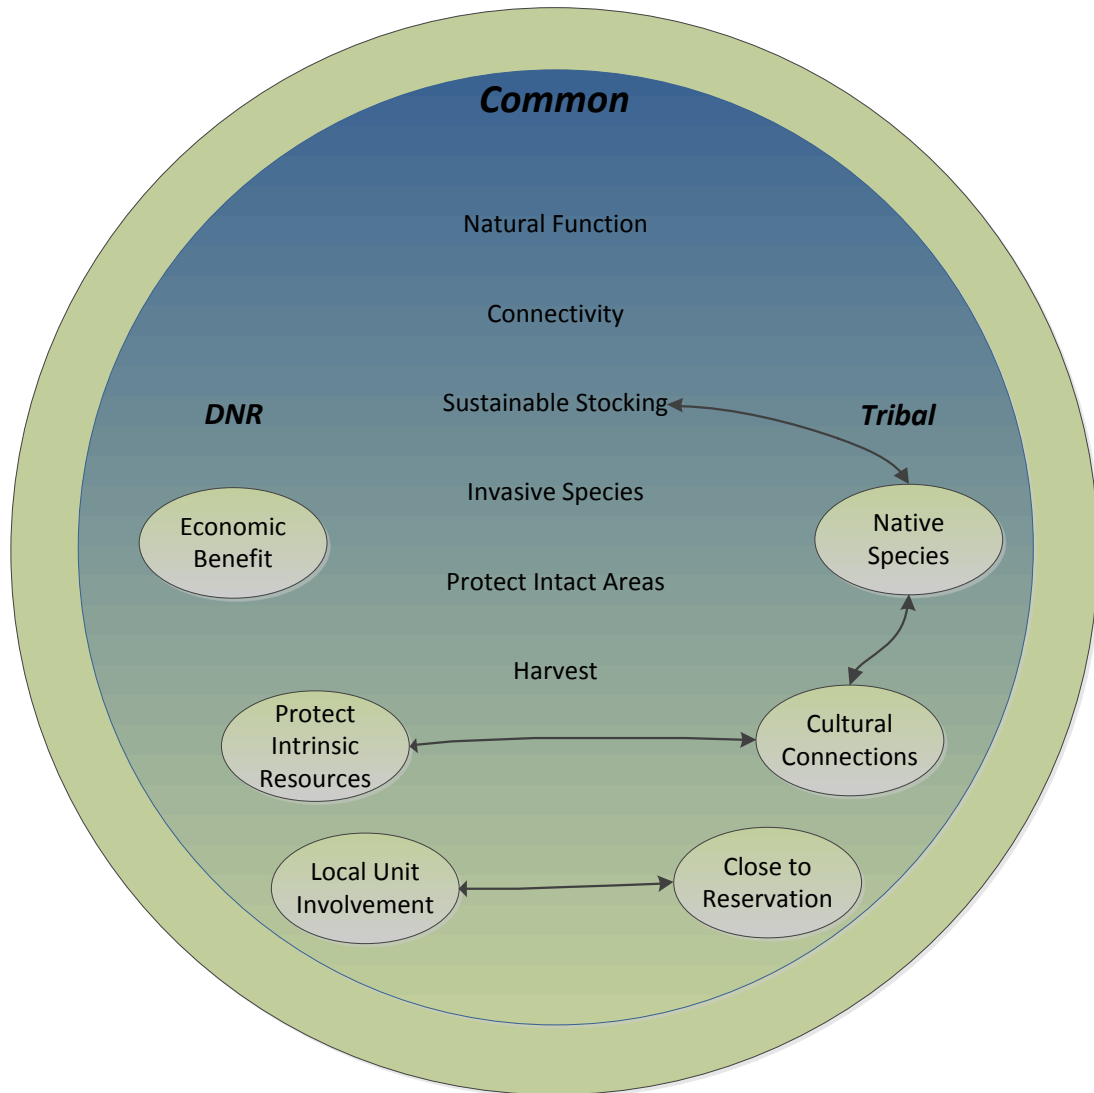 Common
Natural Function
Connectivity
Sustainable Stocking
DNR
Tribal
Invasive Species
Economic
Benefit
Native
Species
Protect Intact Areas
Harvest
Protect
Intrinsic
Resources
Cultural
Connections
Local Unit
Involvement
Close to
Reservation